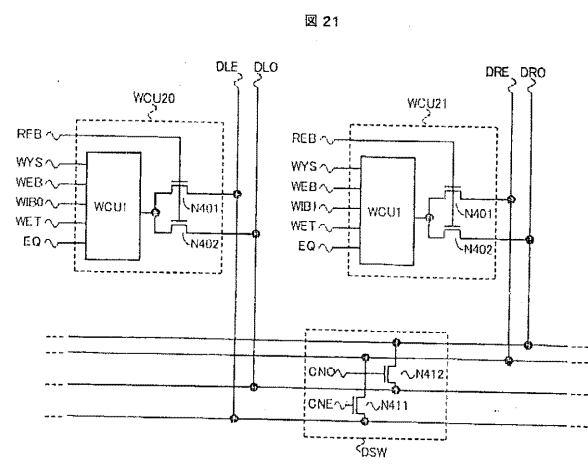 図 21
DLE DLO
DRE DRO
WCU20
WCU21
REB
WYS
WEB
WIB0
WET
EQ
WCU1
N401
N402
REB
WYS
WEB
WIB1
WET
EQ
WCU1
N401
N402
CNO
N412
CNE
N411
DSW